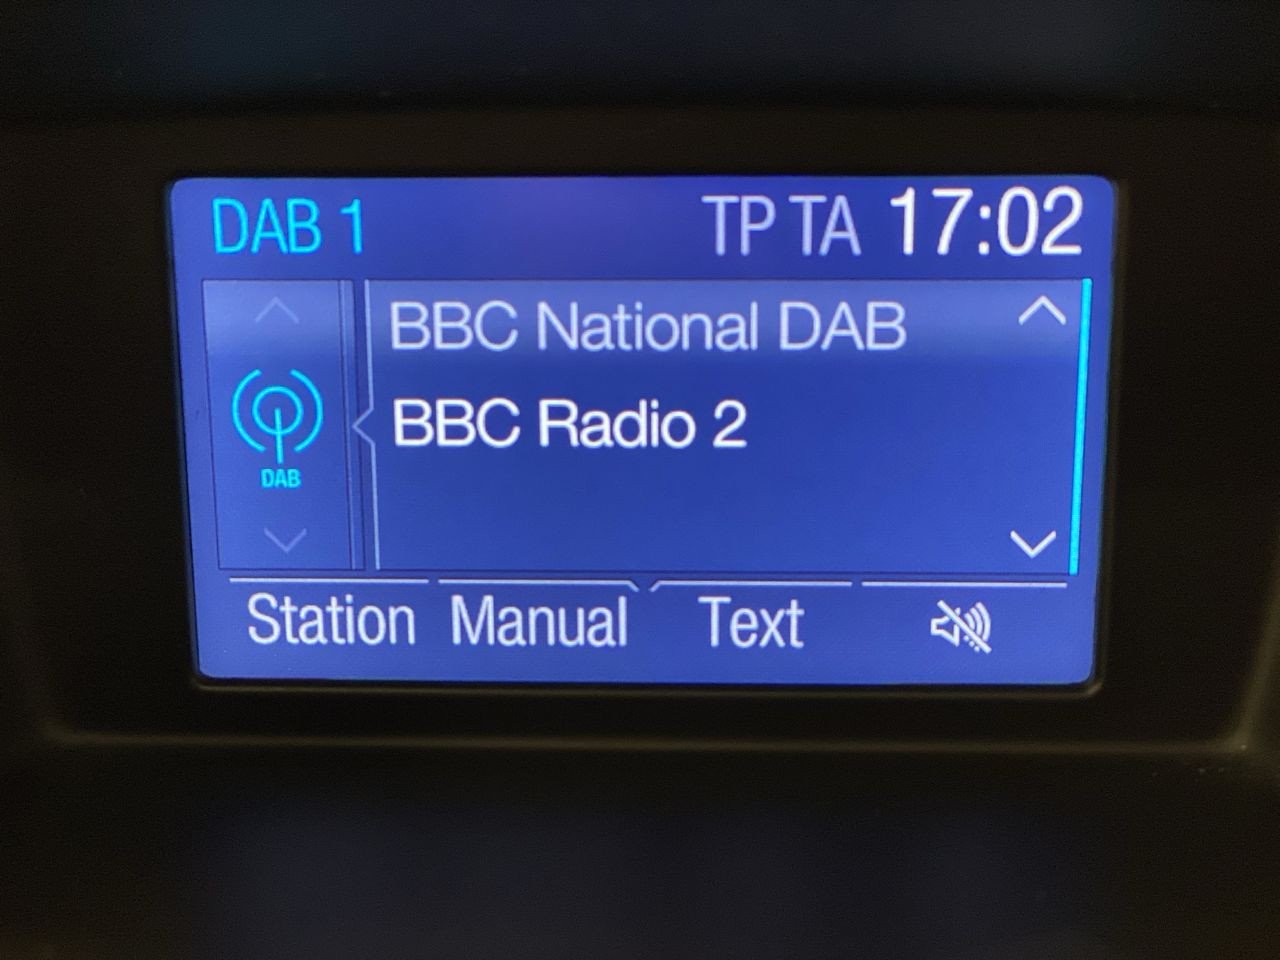 DAB 1 TP TA 17:02
BBC National DAB
BBC Radio 2
DAB
Station Manual Text